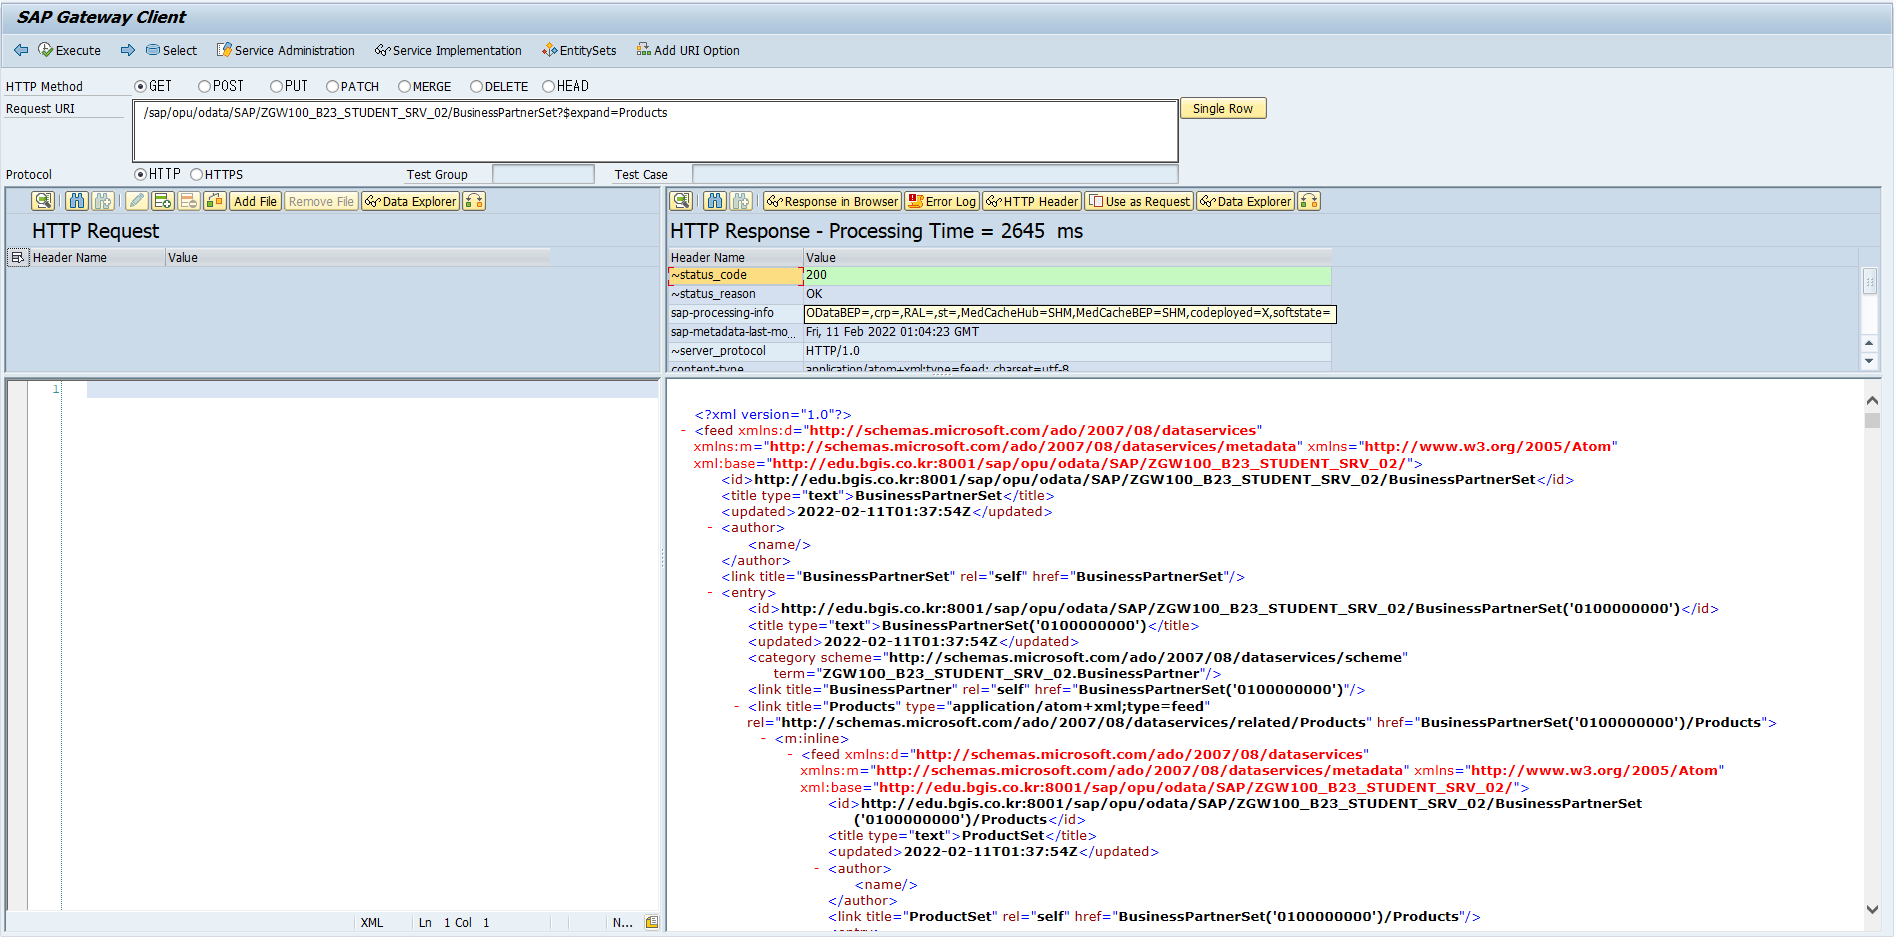 SAP Gateway Client
Execute Select Service Administration Service Implementation EntitySets Add URI Option
HTTP Method GET POST PUT PATCH MERGE DELETE HEAD
Request URI /sap/opu/odata/SAP/ZGW100_B23_STUDENT_SRV_02/BusinessPartnerSet?$expand=Products Single Row
Protocol HTTP HTTPS Test Group Test Case
Add File Remove File Data Explorer
HTTP Request
Header Name Value
Response in Browser Error Log HTTP Header Use as Request Data Explorer
HTTP Response - Processing Time = 2645 ms
Header Name Value
~status_code 200
~status_reason OK
sap-processing-info ODataBEP=,crp=,RAL=,st=,MedCacheHub=SHM,MedCacheBEP=SHM,codeployed=X,softstate=
sap-metadata-last-mo... Fri, 11 Feb 2022 01:04:23 GMT
~server_protocol HTTP/1.0
content-type application/atom+xml;type=feed; charset=utf-8
1
XML Ln 1 Col 1 N...
<?xml version="1.0"?>
- <feed xmlns:d="http://schemas.microsoft.com/ado/2007/08/dataservices"
xmlns:m="http://schemas.microsoft.com/ado/2007/08/dataservices/metadata" xmlns="http://www.w3.org/2005/Atom"
xml:base="http://edu.bgis.co.kr:8001/sap/opu/odata/SAP/ZGW100_B23_STUDENT_SRV_02/">
<id>http://edu.bgis.co.kr:8001/sap/opu/odata/SAP/ZGW100_B23_STUDENT_SRV_02/BusinessPartnerSet</id>
<title type="text">BusinessPartnerSet</title>
<updated>2022-02-11T01:37:54Z</updated>
- <author>
<name/>
</author>
<link title="BusinessPartnerSet" rel="self" href="BusinessPartnerSet"/>
- <entry>
<id>http://edu.bgis.co.kr:8001/sap/opu/odata/SAP/ZGW100_B23_STUDENT_SRV_02/BusinessPartnerSet('0100000000')</id>
<title type="text">BusinessPartnerSet('0100000000')</title>
<updated>2022-02-11T01:37:54Z</updated>
<category scheme="http://schemas.microsoft.com/ado/2007/08/dataservices/scheme"
term="ZGW100_B23_STUDENT_SRV_02.BusinessPartner"/>
<link title="BusinessPartner" rel="self" href="BusinessPartnerSet('0100000000')"/>
- <link title="Products" type="application/atom+xml;type=feed"
rel="http://schemas.microsoft.com/ado/2007/08/dataservices/related/Products" href="BusinessPartnerSet('0100000000')/Products">
- <m:inline>
- <feed xmlns:d="http://schemas.microsoft.com/ado/2007/08/dataservices"
xmlns:m="http://schemas.microsoft.com/ado/2007/08/dataservices/metadata" xmlns="http://www.w3.org/2005/Atom"
xml:base="http://edu.bgis.co.kr:8001/sap/opu/odata/SAP/ZGW100_B23_STUDENT_SRV_02/">
<id>http://edu.bgis.co.kr:8001/sap/opu/odata/SAP/ZGW100_B23_STUDENT_SRV_02/BusinessPartnerSet
('0100000000')/Products</id>
<title type="text">ProductSet</title>
<updated>2022-02-11T01:37:54Z</updated>
- <author>
<name/>
</author>
<link title="ProductSet" rel="self" href="BusinessPartnerSet('0100000000')/Products"/>
- <entry>